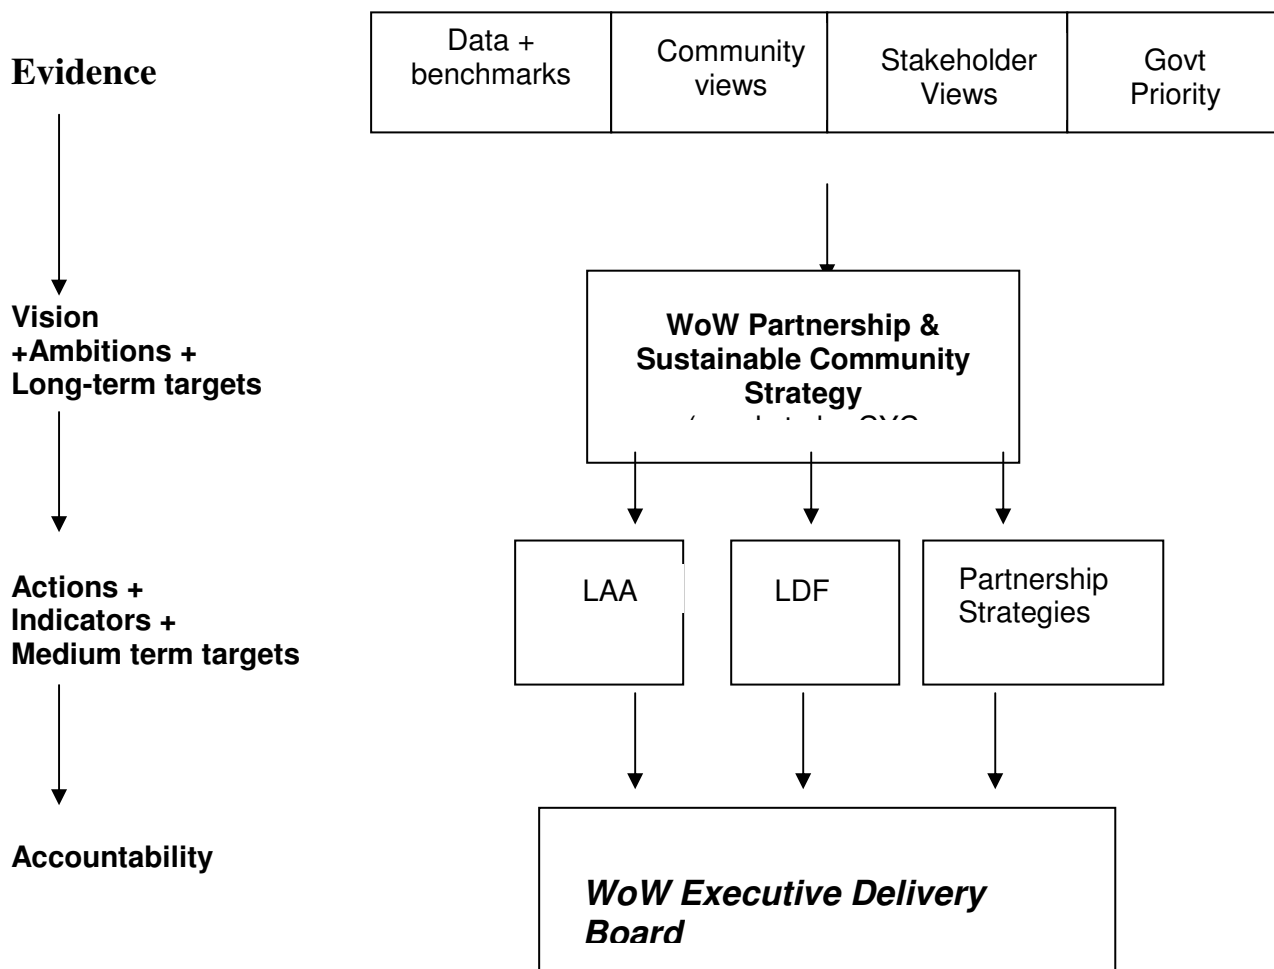 Evidence
Data +
benchmarks
Community
views
Stakeholder
Views
Govt
Priority
Vision
+Ambitions +
Long-term targets
WoW Partnership &
Sustainable Community
Strategy
Actions +
Indicators +
Medium term targets
LAA
LDF
Partnership
Strategies
Accountability
WoW Executive Delivery
Board